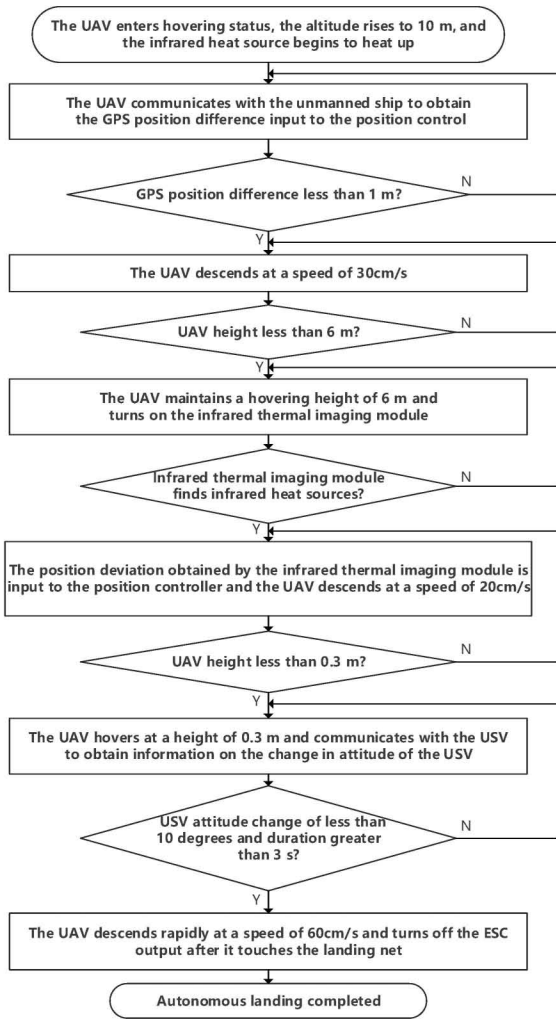 The UAV enters hovering status, the altitude rises to 10 m, and
the infrared heat source begins to heat up
The UAV communicates with the unmanned ship to obtain
the GPS position difference input to the position control
GPS position difference less than 1 m?
N
Y
The UAV descends at a speed of 30cm/s
UAV height less than 6 m?
N
Y
The UAV maintains a hovering height of 6 m and
turns on the infrared thermal imaging module
Infrared thermal imaging module
finds infrared heat sources?
N
Y
The position deviation obtained by the infrared thermal imaging module is
input to the position controller and the UAV descends at a speed of 20cm/s
UAV height less than 0.3 m?
N
Y
The UAV hovers at a height of 0.3 m and communicates with the USV
to obtain information on the change in attitude of the USV
USV attitude change of less than
10 degrees and duration greater
than 3 s?
N
Y
The UAV descends rapidly at a speed of 60cm/s and turns off the ESC
output after it touches the landing net
Autonomous landing completed